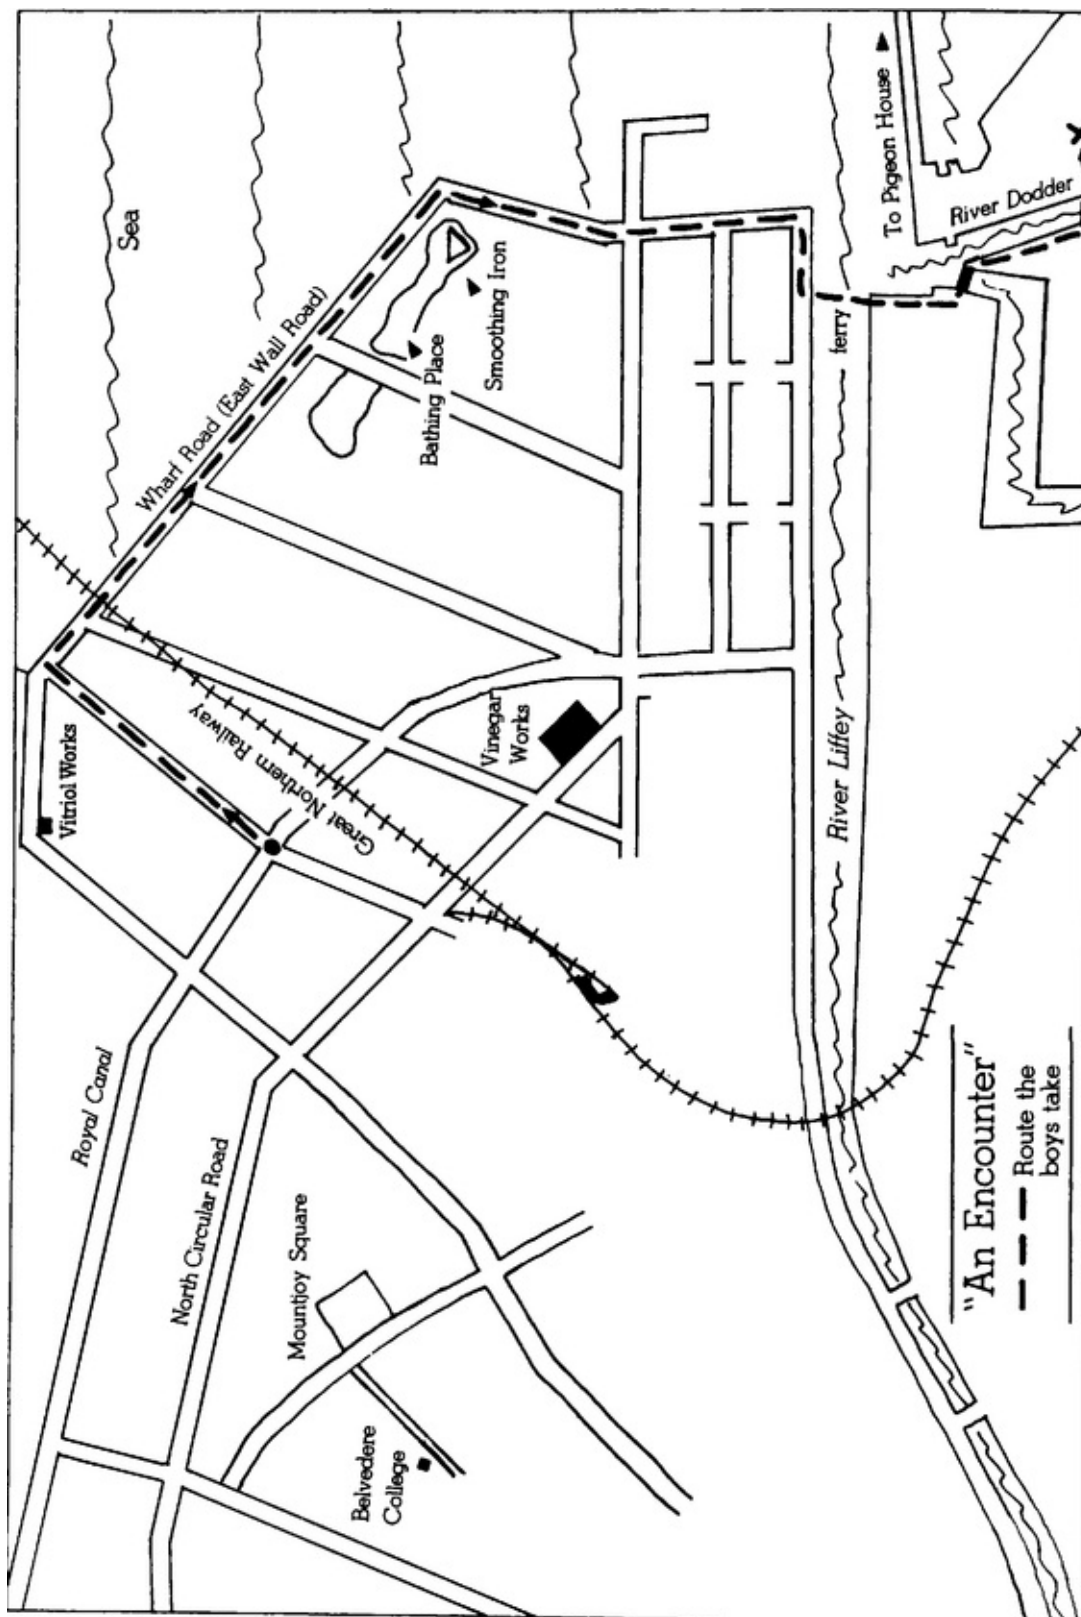 Sea
Wharf Road (East Wall Road)
To Pigeon House
River Dodder
Smoothing Iron
Bathing Place
ferry
Vitriol Works
Great Northern Railway
Vinegar
Works
River Liffey
Royal Canal
North Circular Road
Mountjoy Square
Belvedere
College
"An Encounter"
Route the
boys take